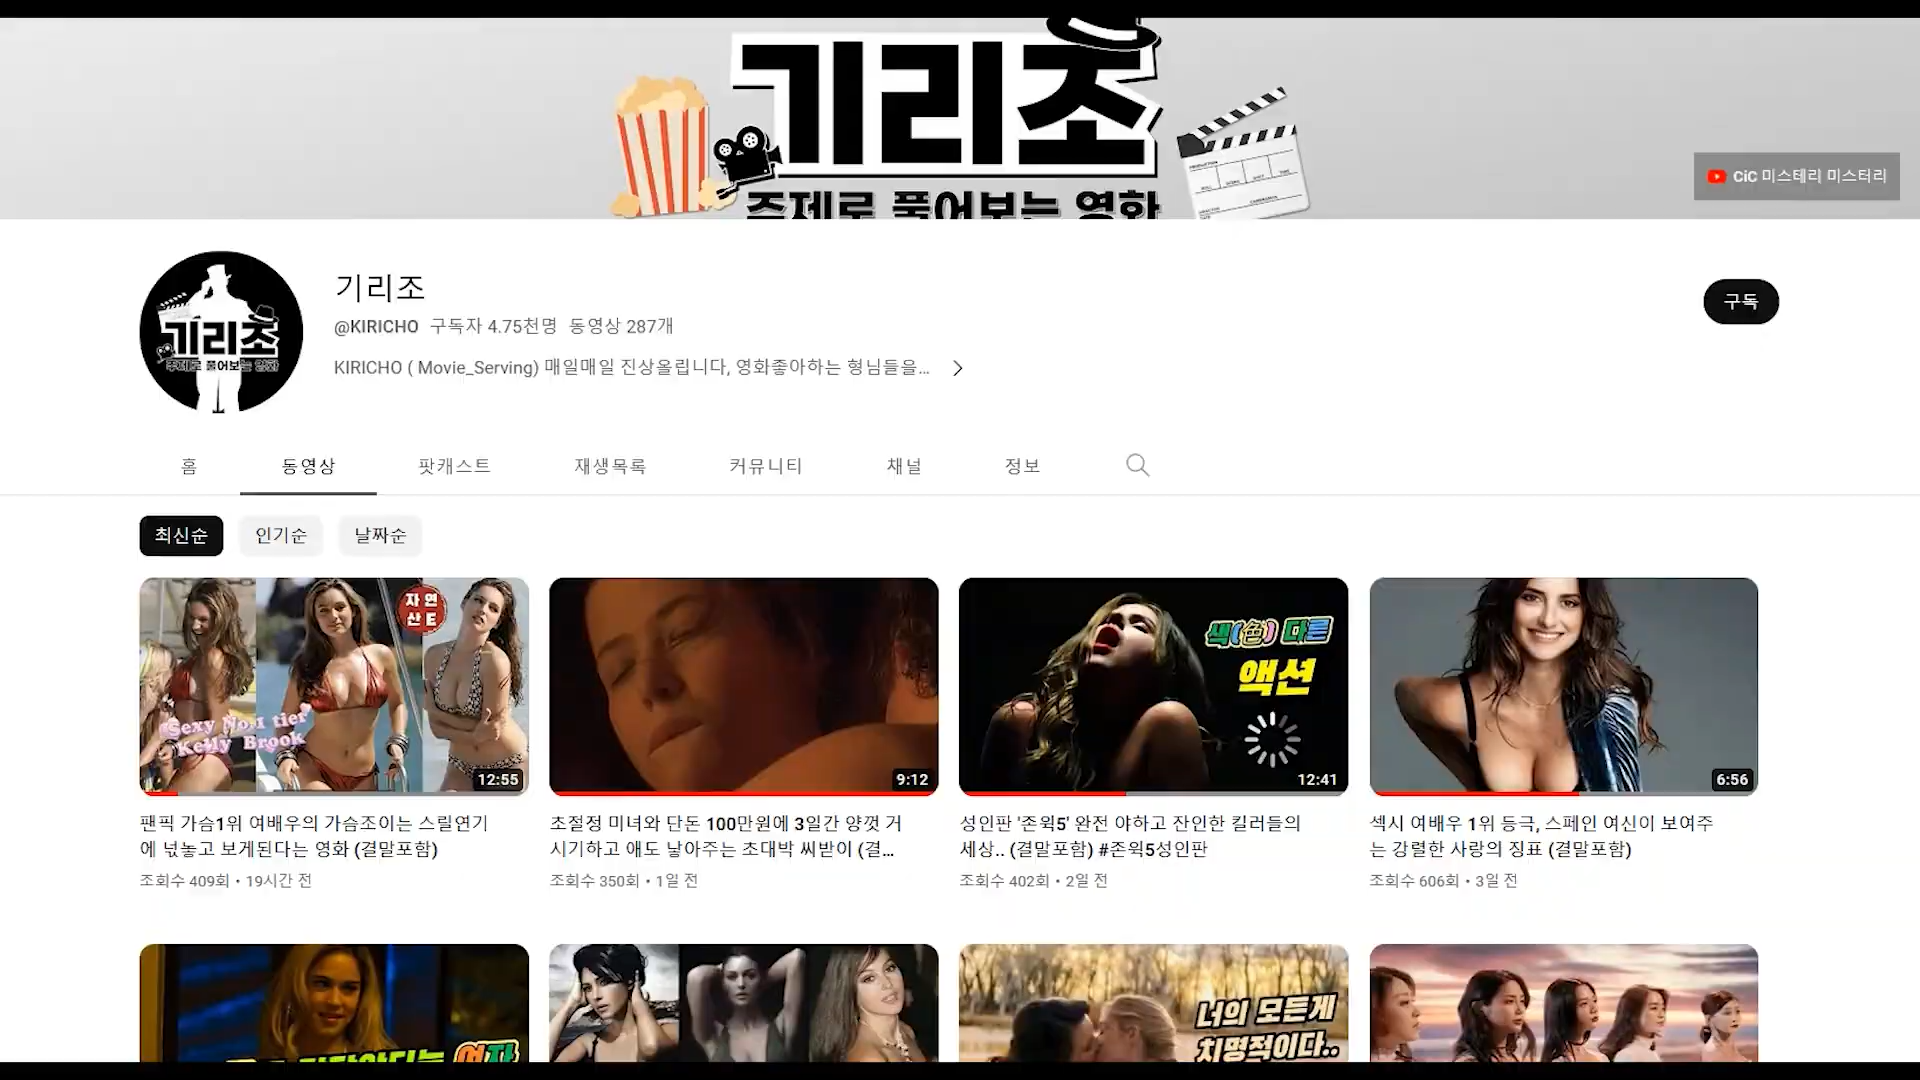 기리조
주제로 풀어보는 영화
CiC 미스테리 미스터리
기리조
주제로 풀어보는 영화
기리조
@KIRICHO 구독자 4.75천명 동영상 287개
KIRICHO ( Movie_Serving) 매일매일 진상올립니다, 영화좋아하는 형님들을...
구독
홈 동영상 팟캐스트 재생목록 커뮤니티 채널 정보
최신순 인기순 날짜순
자연
산 E
Sexy No.1 tier
Kelly Brook
12:55
9:12
색(色) 다른
액션
12:41
6:56
팬픽 가슴1위 여배우의 가슴조이는 스릴연기
에 넋놓고 보게된다는 영화 (결말포함)
조회수 409회 • 19시간 전
초절정 미녀와 단돈 100만원에 3일간 양껏 거
시기하고 애도 낳아주는 초대박 씨받이 (결...
조회수 350회 • 1일 전
성인판 '존윅5' 완전 야하고 잔인한 킬러들의
세상.. (결말포함) #존윅5성인판
조회수 402회 • 2일 전
섹시 여배우 1위 등극, 스페인 여신이 보여주
는 강렬한 사랑의 징표 (결말포함)
조회수 606회 • 3일 전
여자
너의 모든게
치명적이다..